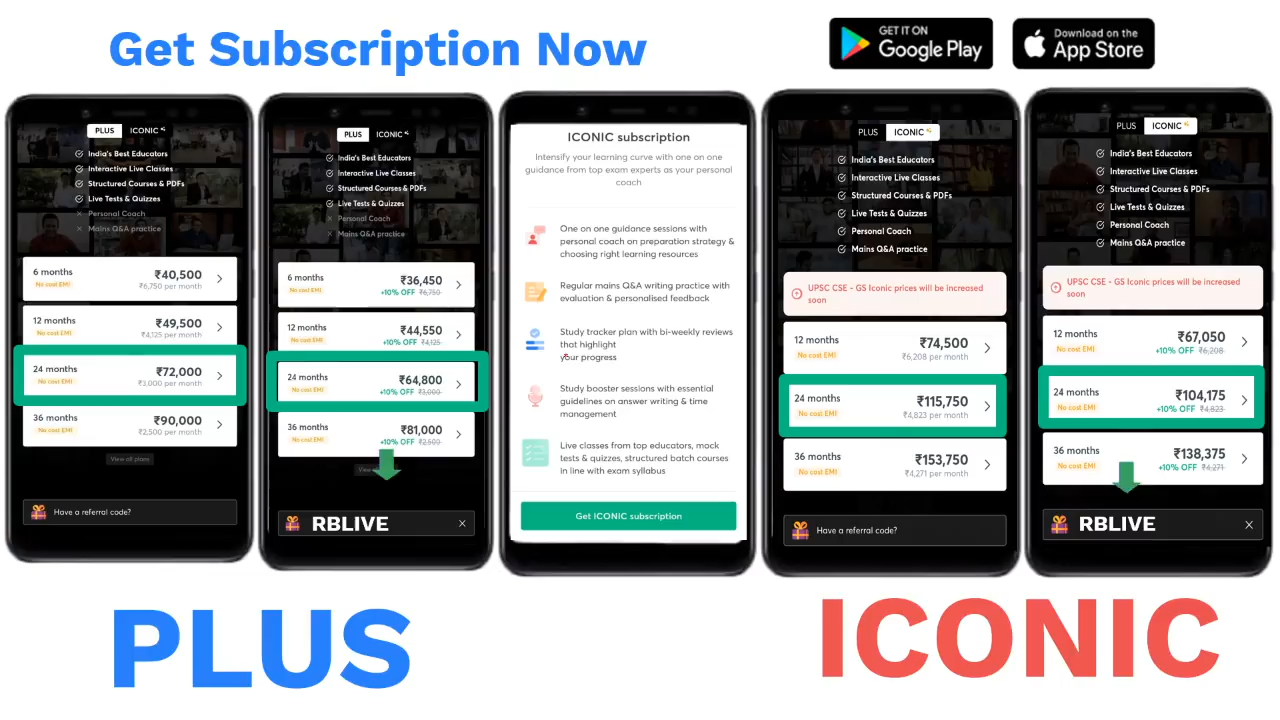 Get Subscription Now
GET IT ON
Google Play
Download on the
App Store
PLUS ICONIC
India's Best Educators
Interactive Live Classes
Structured Courses & PDFs
Live Tests & Quizzes
Personal Coach
Mains Q&A practice
6 months ₹40,500
No cost EMI ₹6,750 per month
12 months ₹49,500
No cost EMI ₹4,125 per month
24 months ₹72,000
No cost EMI ₹3,000 per month
36 months ₹90,000
No cost EMI ₹2,500 per month
View all plans
Have a referral code?
PLUS ICONIC
India's Best Educators
Interactive Live Classes
Structured Courses & PDFs
Live Tests & Quizzes
Personal Coach
Mains Q&A practice
6 months ₹36,450
No cost EMI +10% OFF ₹6,750
12 months ₹44,550
No cost EMI +10% OFF ₹4,125
24 months ₹64,800
No cost EMI +10% OFF ₹3,000
36 months ₹81,000
No cost EMI +10% OFF ₹2,500
RBLIVE
ICONIC subscription
Intensify your learning curve with one on one
guidance from top exam experts as your personal
coach
One on one guidance sessions with
personal coach on preparation strategy &
choosing right learning resources
Regular mains Q&A writing practice with
evaluation & personalised feedback
Study tracker plan with bi-weekly reviews
that highlight
your progress
Study booster sessions with essential
guidelines on answer writing & time
management
Live classes from top educators, mock
tests & quizzes, structured batch courses
in line with exam syllabus
Get ICONIC subscription
PLUS ICONIC
India's Best Educators
Interactive Live Classes
Structured Courses & PDFs
Live Tests & Quizzes
Personal Coach
Mains Q&A practice
UPSC CSE - GS Iconic prices will be increased
soon
12 months ₹74,500
No cost EMI ₹6,208 per month
24 months ₹115,750
No cost EMI ₹4,823 per month
36 months ₹153,750
No cost EMI ₹4,271 per month
Have a referral code?
PLUS ICONIC
India's Best Educators
Interactive Live Classes
Structured Courses & PDFs
Live Tests & Quizzes
Personal Coach
Mains Q&A practice
UPSC CSE - GS Iconic prices will be increased
soon
12 months ₹67,050
No cost EMI +10% OFF ₹6,208
24 months ₹104,175
No cost EMI +10% OFF ₹4,823
36 months ₹138,375
No cost EMI +10% OFF ₹4,271
RBLIVE
PLUS
ICONIC